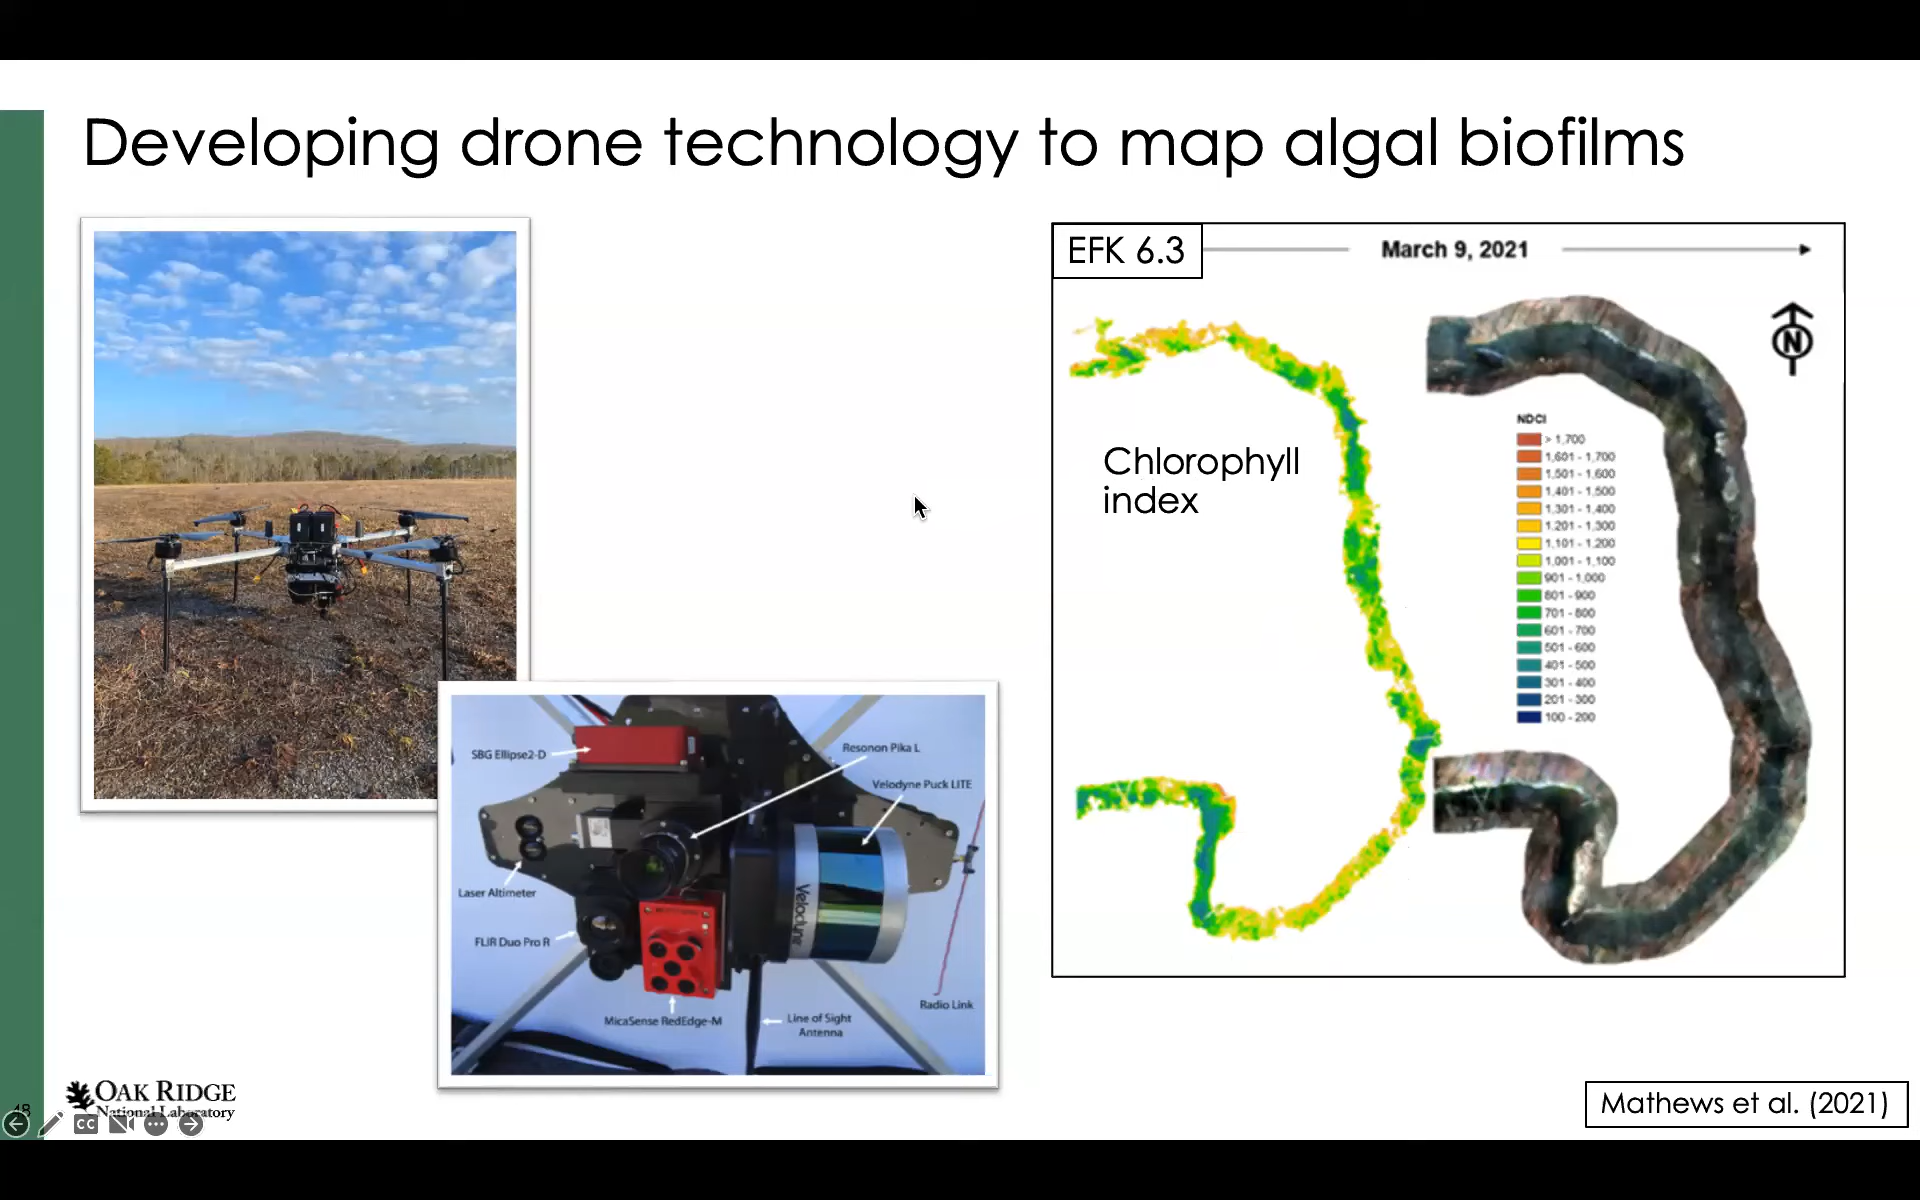 Developing drone technology to map algal biofilms
EFK 6.3
March 9, 2021
N
Chlorophyll
index
NDCI
> 1,700
1,601 - 1,700
1,501 - 1,600
1,401 - 1,500
1,301 - 1,400
1,201 - 1,300
1,101 - 1,200
1,001 - 1,100
901 - 1,000
801 - 900
701 - 800
601 - 700
501 - 600
401 - 500
301 - 400
201 - 300
100 - 200
SBG Ellipse2-D
Resonon Pika L
Velodyne Puck LITE
Laser Altimeter
Velodyne
FLIR Duo Pro R
MicaSense RedEdge-M
Line of Sight
Antenna
Radio Link
OAK RIDGE
National Laboratory
48
CC
Mathews et al. (2021)